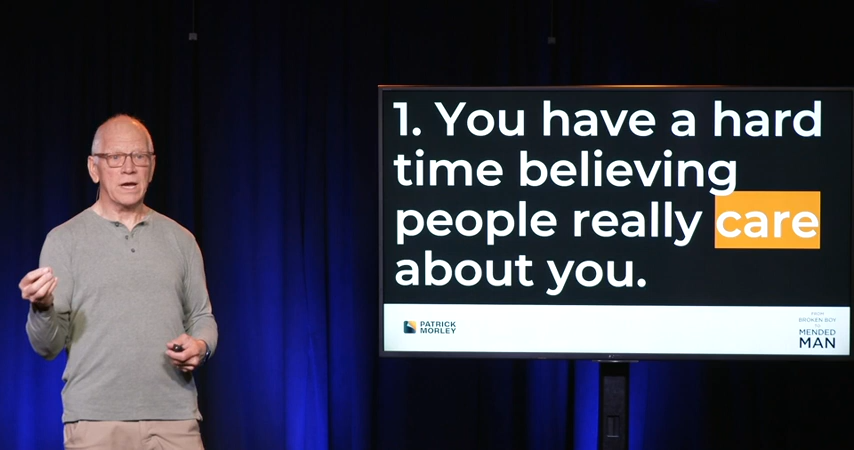 1. You have a hard
time believing
people really care
about you.
PATRICK
MORLEY
FROM
BROKEN BOY
TO
MENDED
MAN